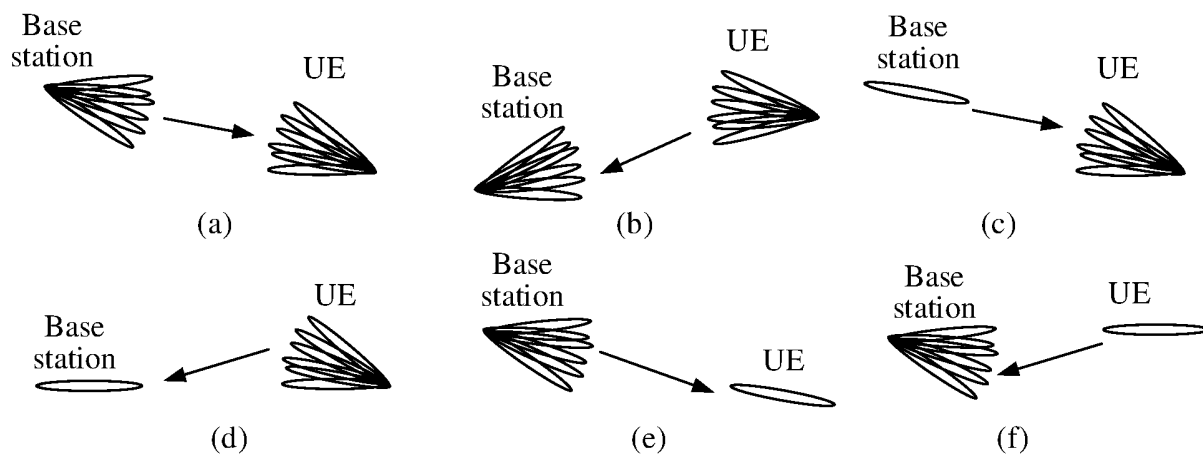 Base
station
UE
(a)
Base
station
UE
(b)
Base
station
UE
(c)
Base
station
UE
(d)
Base
station
UE
(e)
Base
station
UE
(f)